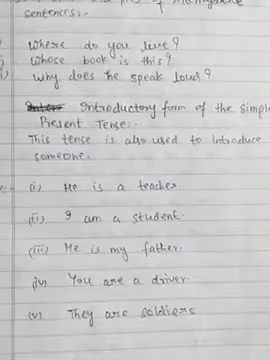 sentences:-
Where do you live?
Whose book is this?
Why does he speak loud?
Introductory form of the simple
Present Tense:-
This tense is also used to Introduce
someone.
(i) He is a teacher.
(ii) I am a student.
(iii) He is my father.
(iv) You are a driver.
(v) They are soldiers